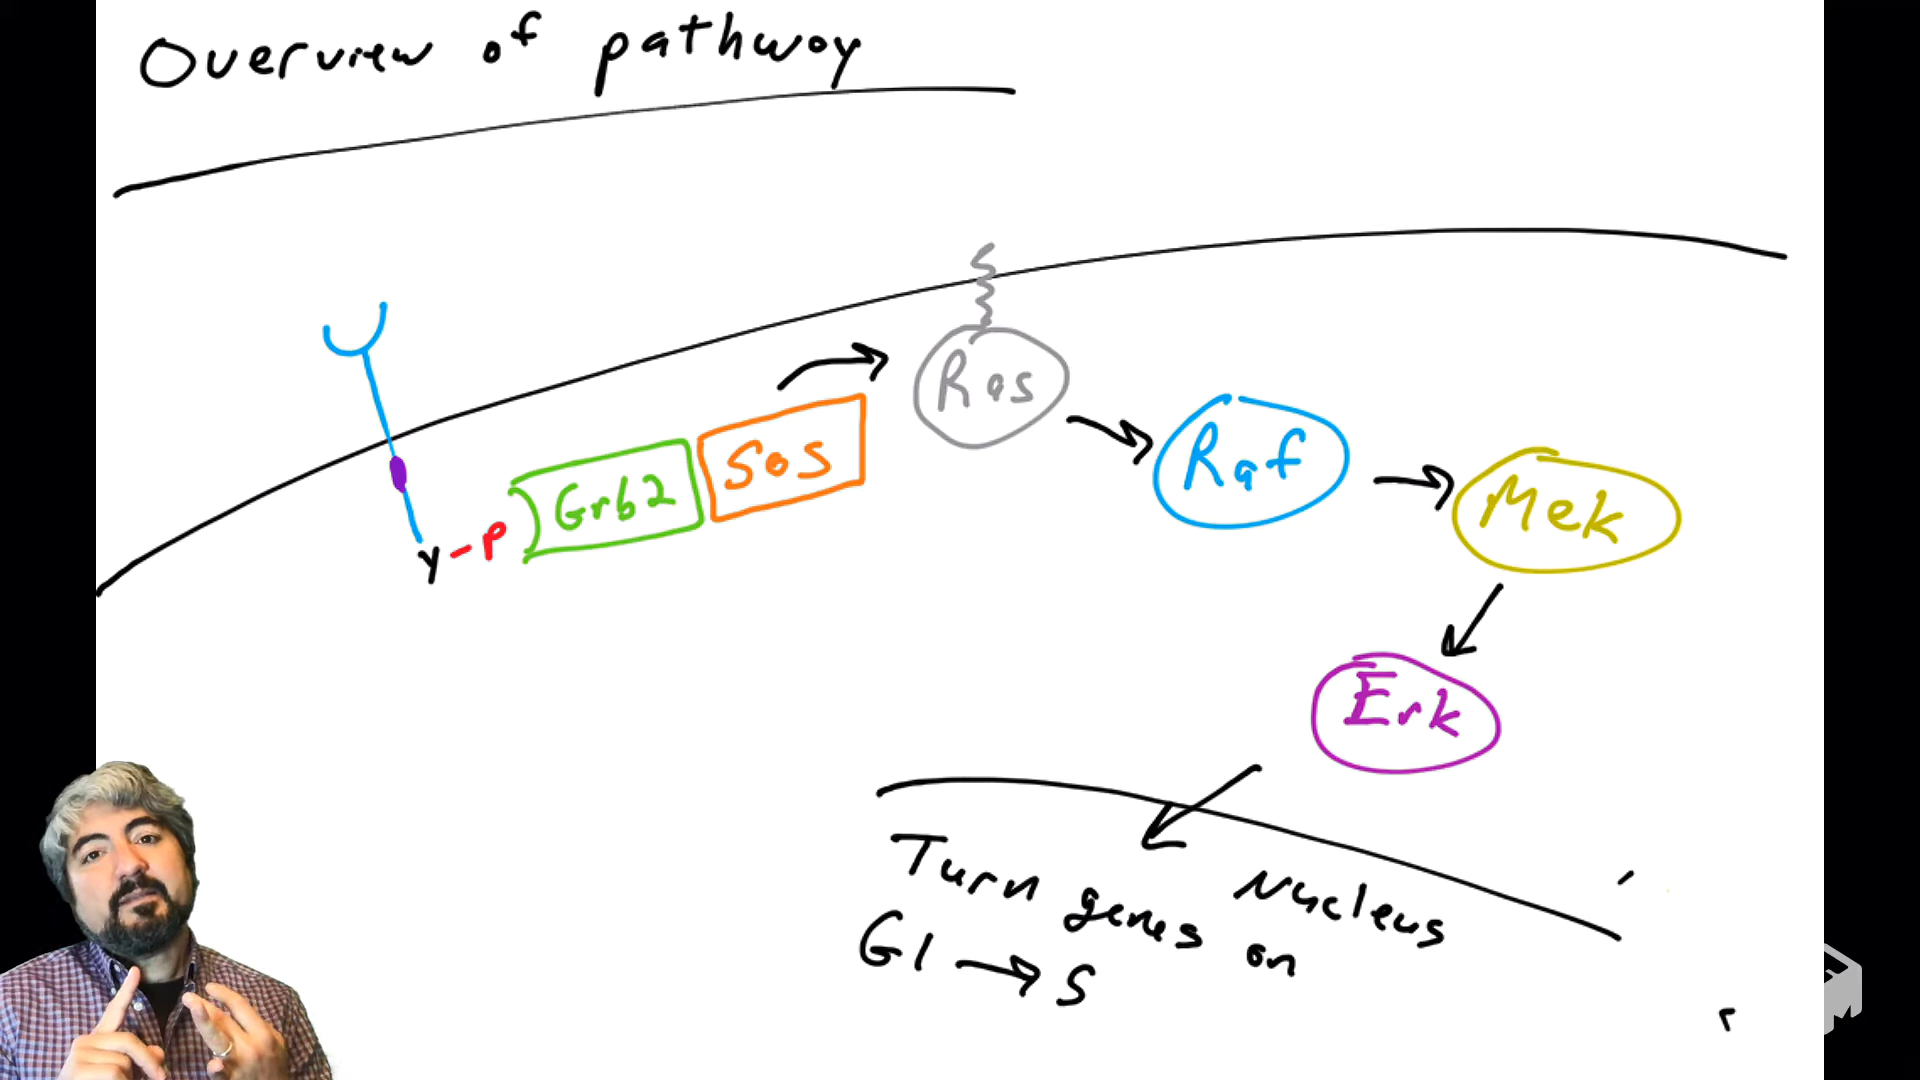 Overview of pathway
Ras
Raf
Sos
Grb2
Mek
Y-P
Erk
Turn genes on
Nucleus
G1 → S